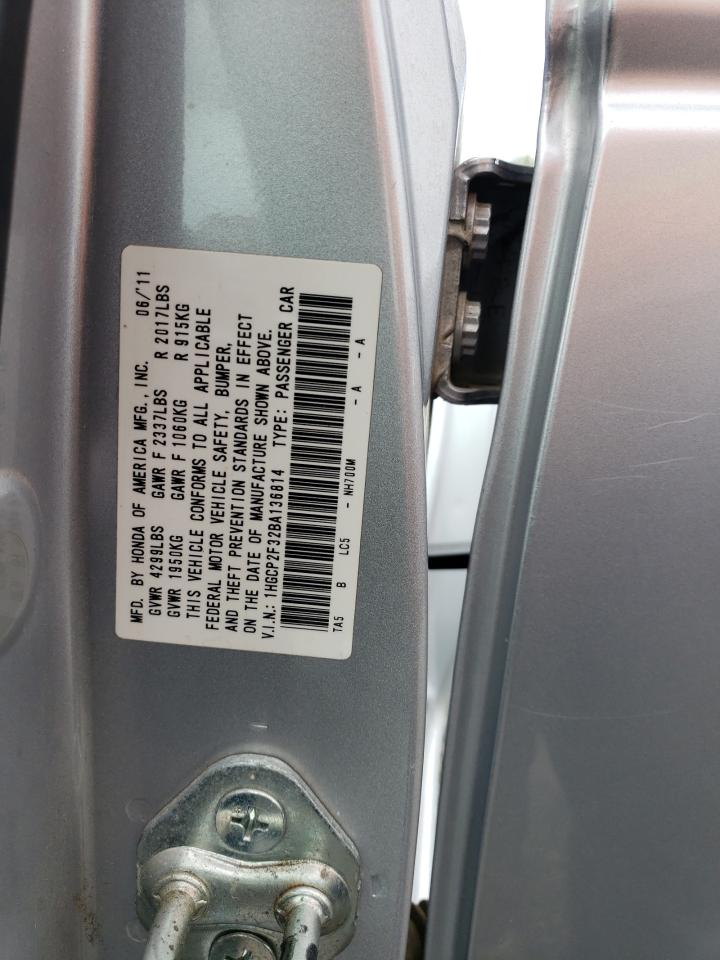 MFD. BY HONDA OF AMERICA MFG., INC. 06/'11
GVWR 4299LBS GAWR F 2337LBS R 2017LBS
GVWR 1950KG GAWR F 1060KG R 915KG
THIS VEHICLE CONFORMS TO ALL APPLICABLE
FEDERAL MOTOR VEHICLE SAFETY, BUMPER,
AND THEFT PREVENTION STANDARDS IN EFFECT
ON THE DATE OF MANUFACTURE SHOWN ABOVE.
V.I.N.: 1HGCP2F32BA136814 TYPE: PASSENGER CAR
TA5 B LC5 - NH700M - A - A